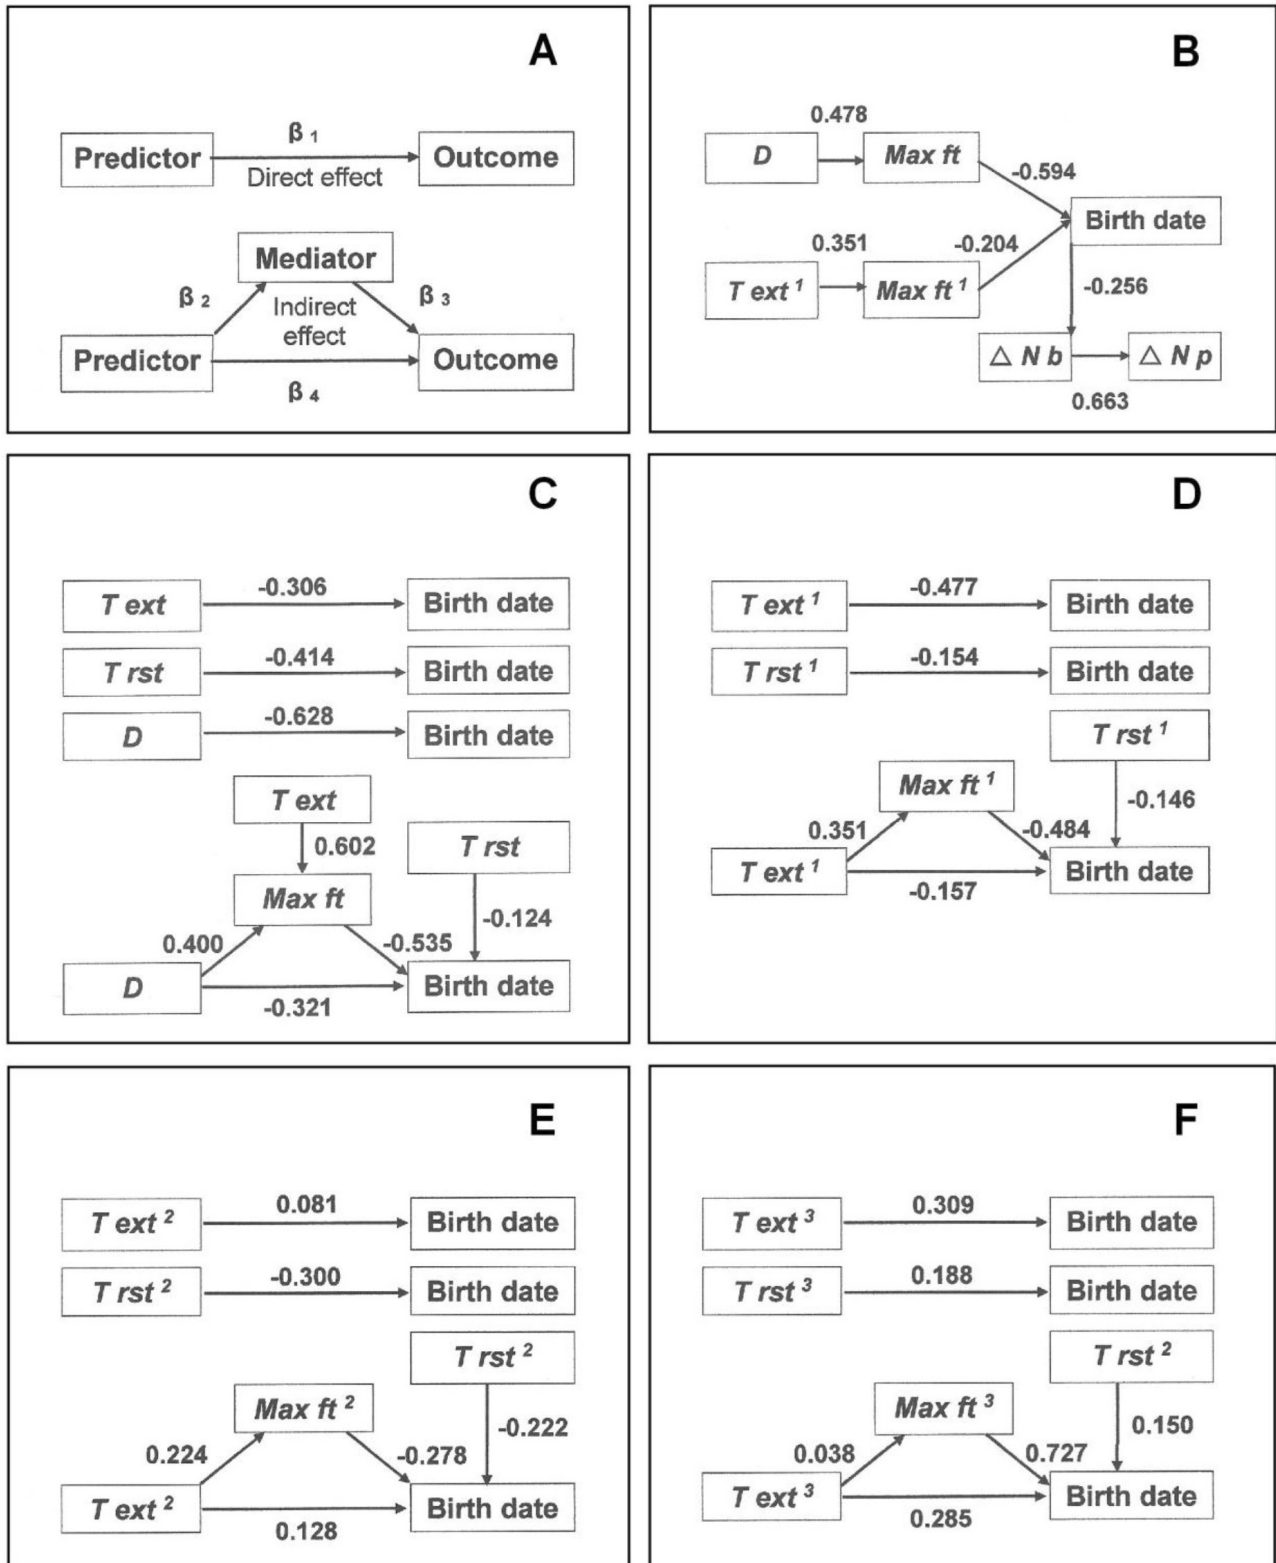 A
β 1
Predictor
Outcome
Direct effect
Mediator
β 2
Indirect
effect
β 3
Predictor
Outcome
β 4
B
0.478
D
Max ft
-0.594
Birth date
0.351
-0.204
T ext 1
Max ft 1
-0.256
△ N b
△ N p
0.663
C
T ext
-0.306
Birth date
T rst
-0.414
Birth date
D
-0.628
Birth date
T ext
0.602
T rst
Max ft
-0.124
0.400
-0.535
D
Birth date
-0.321
D
T ext 1
-0.477
Birth date
T rst 1
-0.154
Birth date
T rst 1
Max ft 1
-0.146
0.351
-0.484
T ext 1
Birth date
-0.157
E
T ext 2
0.081
Birth date
T rst 2
-0.300
Birth date
T rst 2
Max ft 2
-0.222
0.224
-0.278
T ext 2
Birth date
0.128
F
T ext 3
0.309
Birth date
T rst 3
0.188
Birth date
T rst 2
Max ft 3
0.150
0.038
0.727
T ext 3
Birth date
0.285